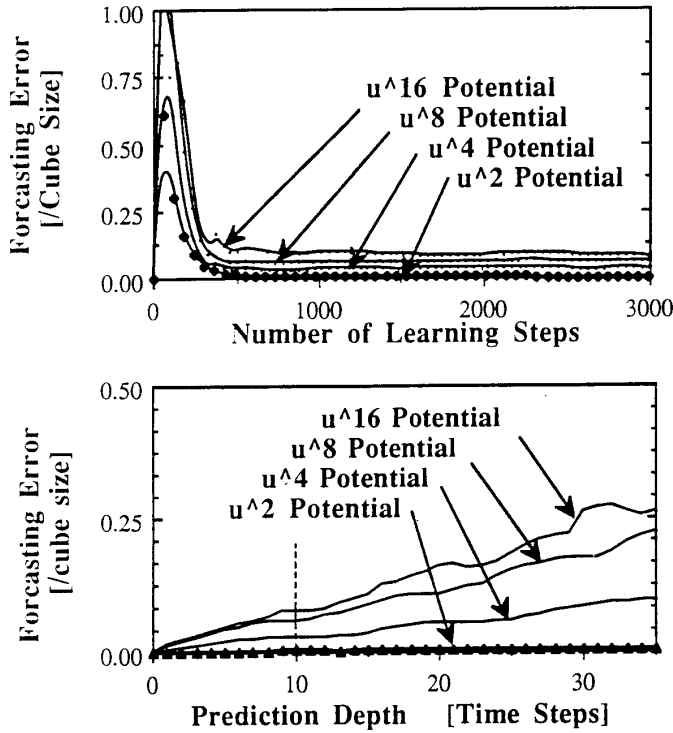 Forcasting Error
[/Cube Size]
1.00
0.75
0.50
0.25
0.00
u^16 Potential
u^8 Potential
u^4 Potential
u^2 Potential
0
1000
2000
3000
Number of Learning Steps
Forcasting Error
[/cube size]
0.50
0.25
0.00
u^16 Potential
u^8 Potential
u^4 Potential
u^2 Potential
0
10
20
30
Prediction Depth [Time Steps]